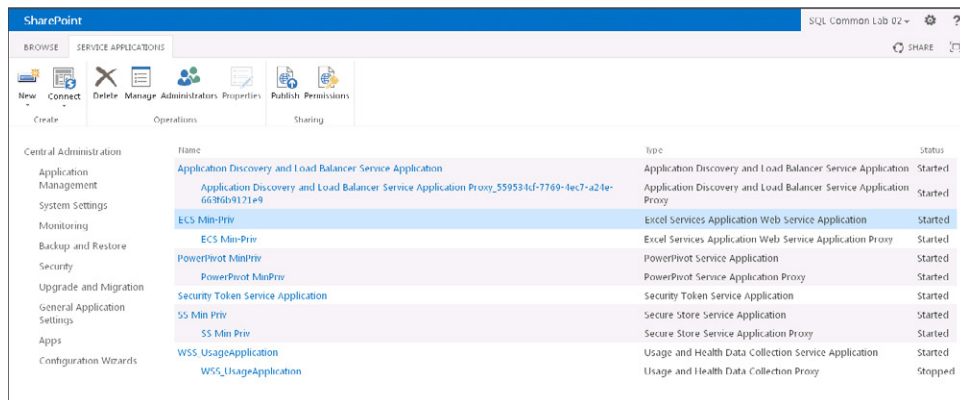 SharePoint
SQL Common Lab 02
?
BROWSE SERVICE APPLICATIONS
SHARE
New Connect Delete Manage Administrators Properties Publish Permissions
Create Operations Sharing
Central Administration
Application
Management
System Settings
Monitoring
Backup and Restore
Security
Upgrade and Migration
General Application
Settings
Apps
Configuration Wizards
Name Type Status
Application Discovery and Load Balancer Service Application Application Discovery and Load Balancer Service Application Started
Application Discovery and Load Balancer Service Application Proxy_559534cf-7769-4ec7-a24e-
663f6b9121e9 Application Discovery and Load Balancer Service Application
Proxy Started
ECS Min-Priv Excel Services Application Web Service Application Started
ECS Min-Priv Excel Services Application Web Service Application Proxy Started
PowerPivot MinPriv PowerPivot Service Application Started
PowerPivot MinPriv PowerPivot Service Application Proxy Started
Security Token Service Application Security Token Service Application Started
SS Min Priv Secure Store Service Application Started
SS Min Priv Secure Store Service Application Proxy Started
WSS_UsageApplication Usage and Health Data Collection Service Application Started
WSS_UsageApplication Usage and Health Data Collection Proxy Stopped